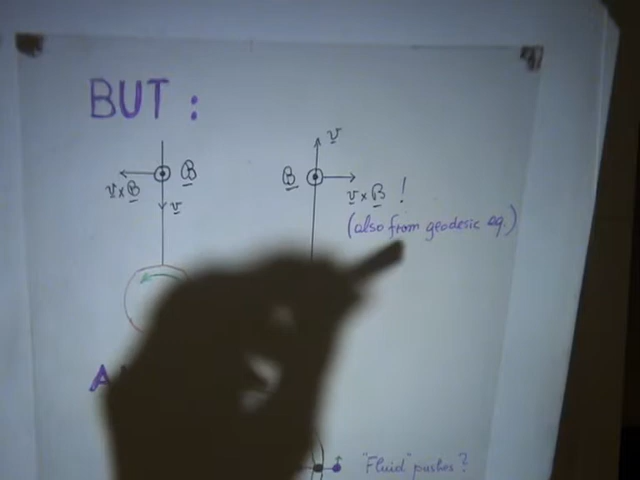 BUT :
v
B
B
v × B
v × B !
v
(also from geodesic eq.)
A
"Fluid" pushes?